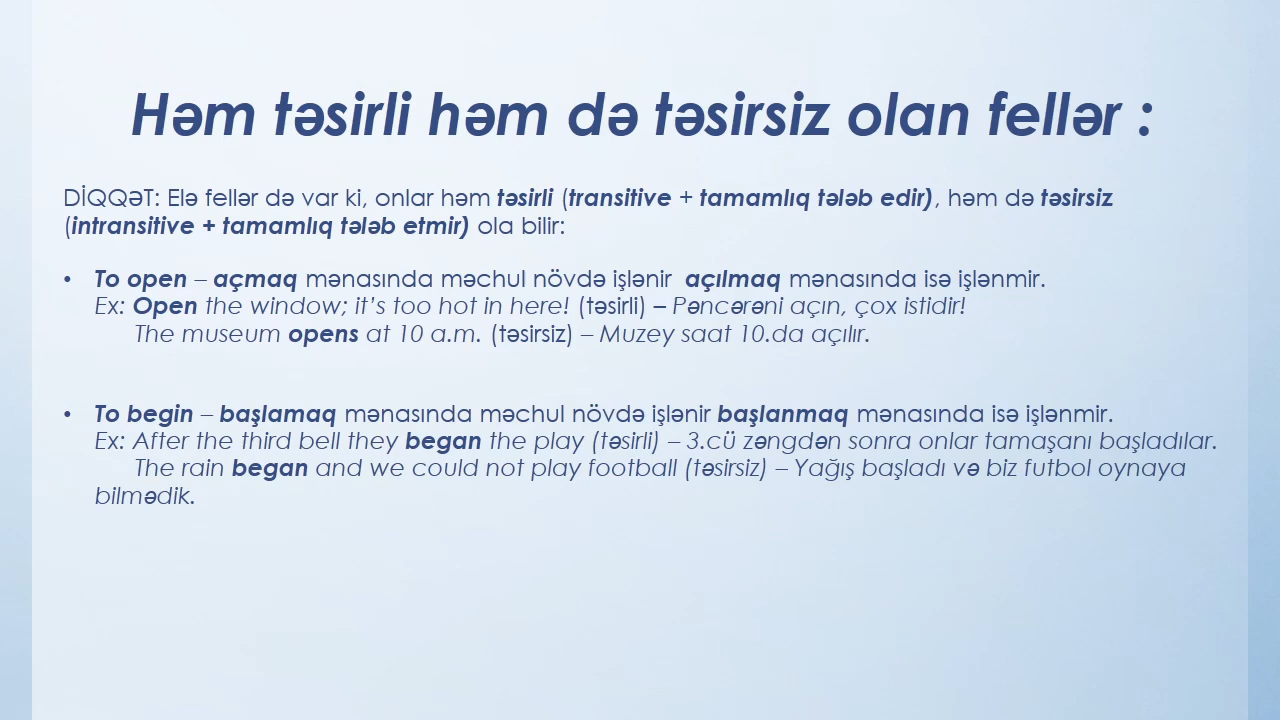 Həm təsirli həm də təsirsiz olan fellər :
DİQQƏT: Elə fellər də var ki, onlar həm təsirli (transitive + tamamlıq tələb edir), həm də təsirsiz
(intransitive + tamamlıq tələb etmir) ola bilir:
• To open – açmaq mənasında məchul növdə işlənir açılmaq mənasında isə işlənmir.
Ex: Open the window; it’s too hot in here! (təsirli) – Pəncərəni açın, çox istidir!
The museum opens at 10 a.m. (təsirsiz) – Muzey saat 10.da açılır.
• To begin – başlamaq mənasında məchul növdə işlənir başlanmaq mənasında isə işlənmir.
Ex: After the third bell they began the play (təsirli) – 3.cü zəngdən sonra onlar tamaşanı başladılar.
The rain began and we could not play football (təsirsiz) – Yağış başladı və biz futbol oynaya
bilmədik.